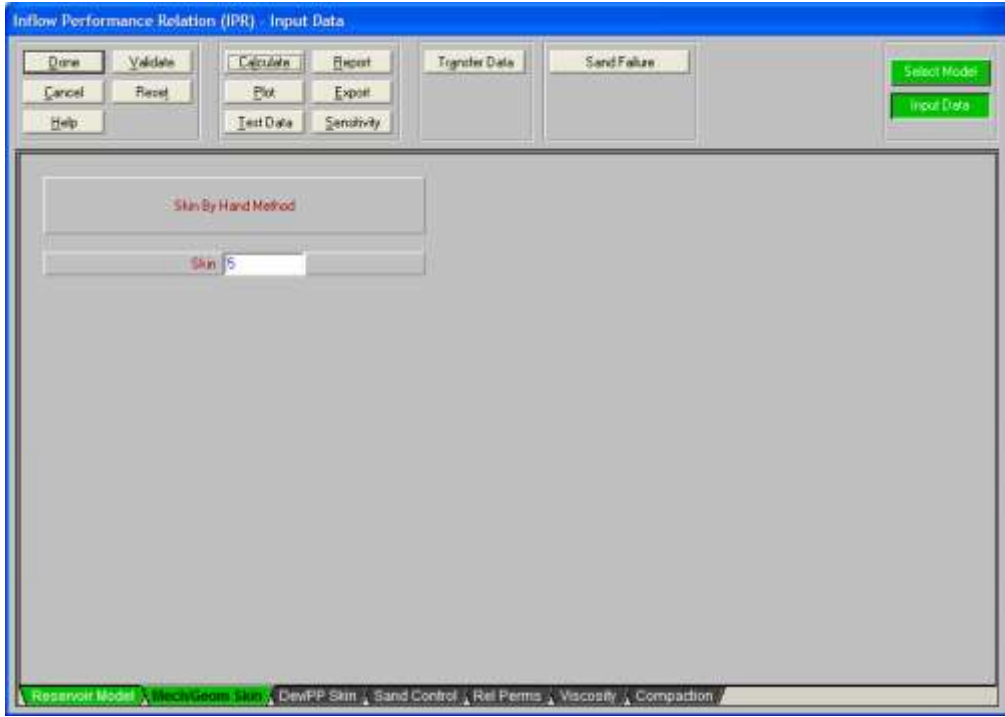 Inflow Performance Relation (IPR) - Input Data
Done Validate Calculate Report Transfer Data Sand Failure Select Model
Cancel Reset Plot Export Input Data
Help Test Data Sensitivity
Skin By Hand Method
Skin 5
Reservoir Model Mech/Geom Skin Dev/PP Skin Sand Control Rel Perms Viscosity Compaction